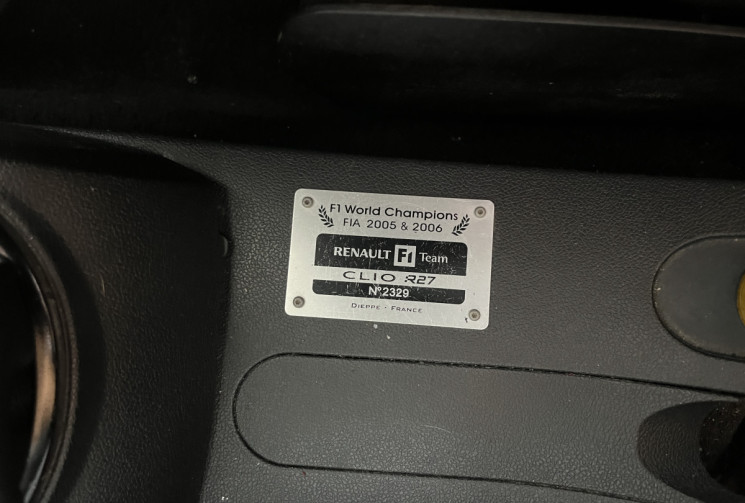 F1 World Champions
FIA 2005 & 2006
RENAULT F1 Team
CLIO R27
N°2329
DIEPPE - FRANCE